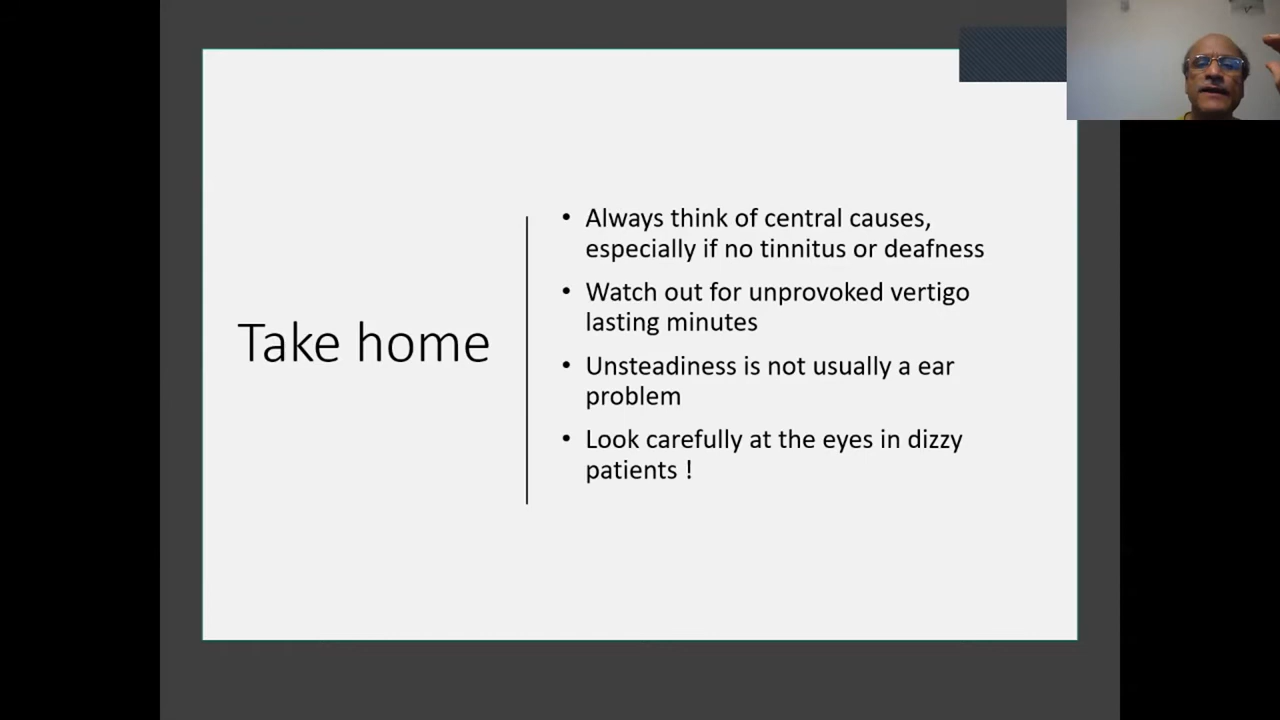 Take home
• Always think of central causes,
especially if no tinnitus or deafness
• Watch out for unprovoked vertigo
lasting minutes
• Unsteadiness is not usually a ear
problem
• Look carefully at the eyes in dizzy
patients !